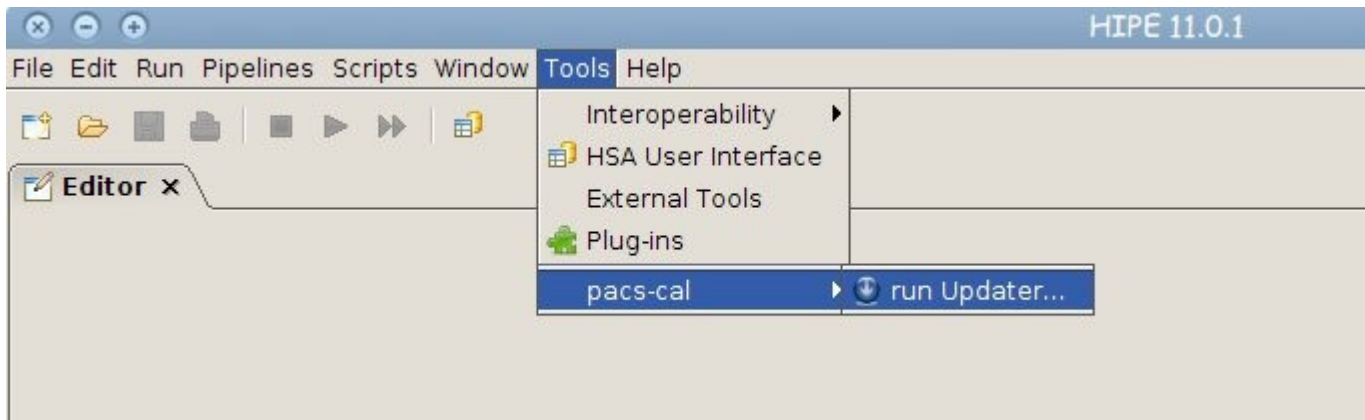 HIPE 11.0.1
File Edit Run Pipelines Scripts Window Tools Help
Interoperability
HSA User Interface
Editor x
External Tools
Plug-ins
pacs-cal run Updater...